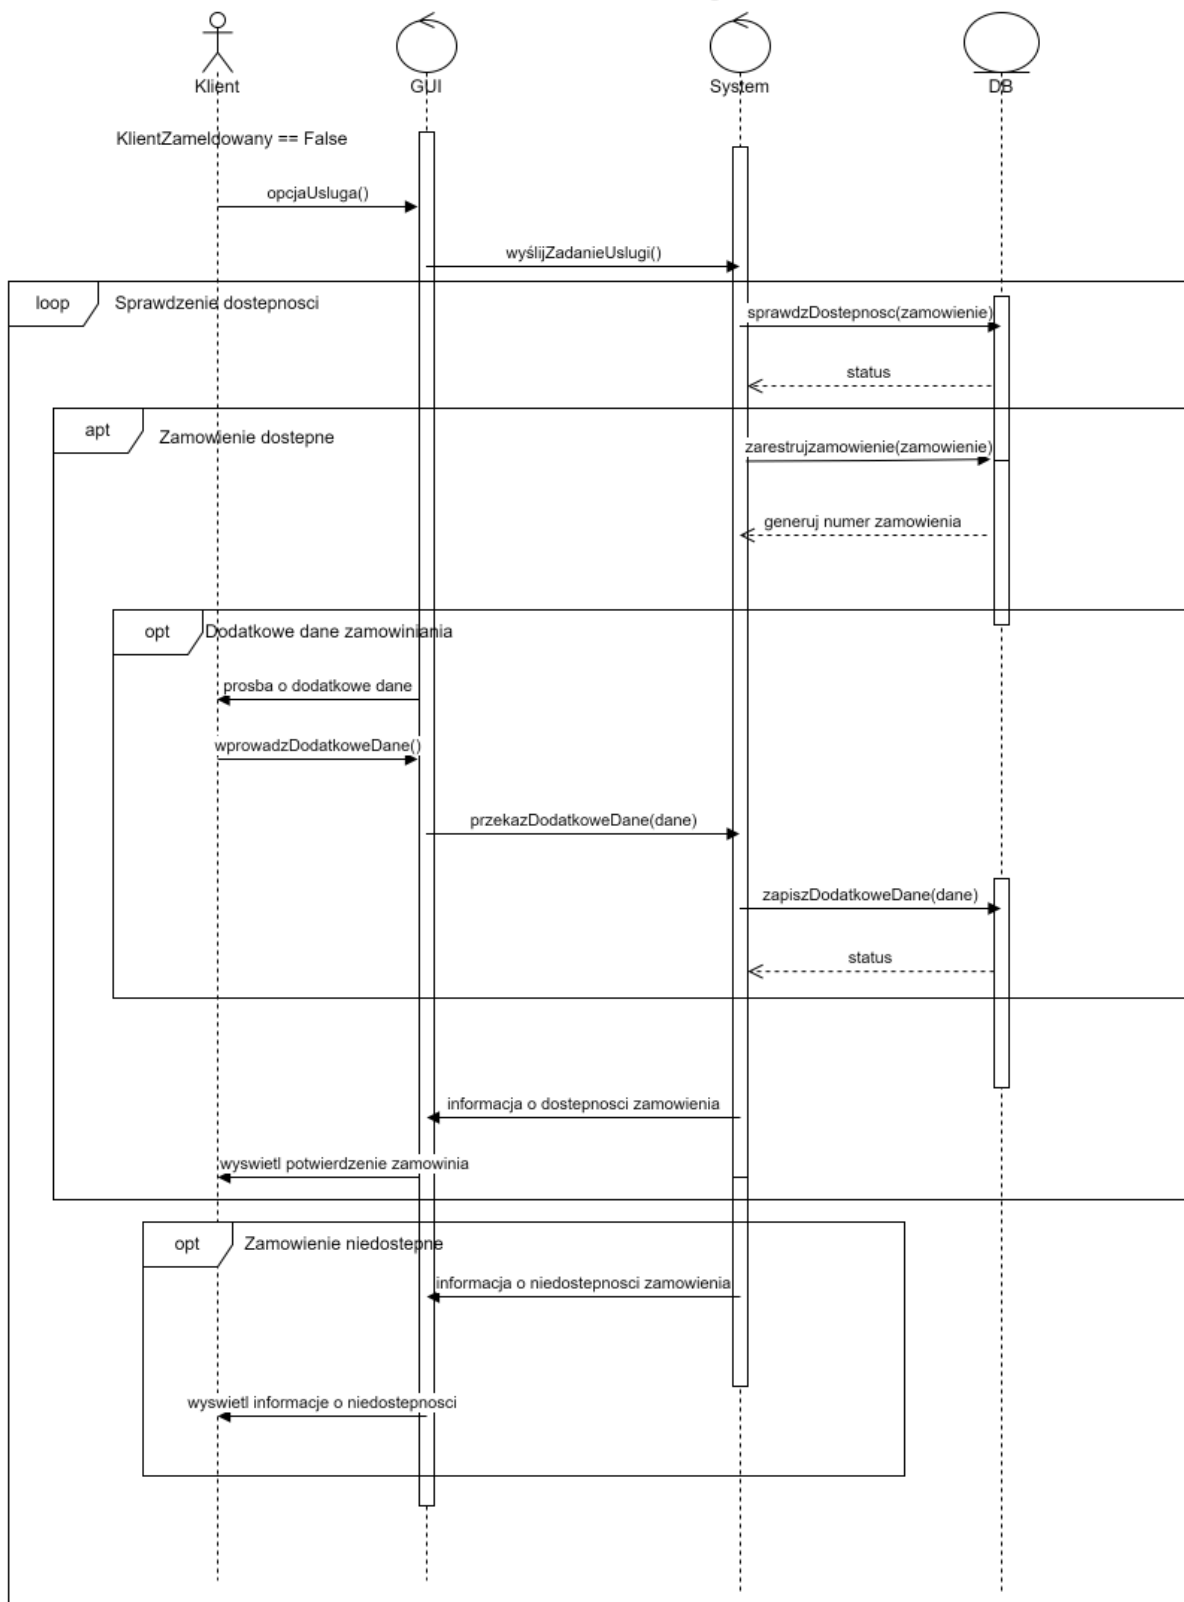 Klient
GUI
System
DB
KlientZameldowany == False
opcjaUsluga()
wyślijZadanieUslugi()
loop
Sprawdzenie dostepnosci
sprawdzDostepnosc(zamowienie)
status
apt
Zamowienie dostepne
zarestrujzamowienie(zamowienie)
generuj numer zamowienia
opt
Dodatkowe dane zamowiniania
prosba o dodatkowe dane
wprowadzDodatkoweDane()
przekazDodatkoweDane(dane)
zapiszDodatkoweDane(dane)
status
informacja o dostepnosci zamowienia
wyswietl potwierdzenie zamowinia
opt
Zamowienie niedostepne
informacja o niedostepnosci zamowienia
wyswietl informacje o niedostepnosci